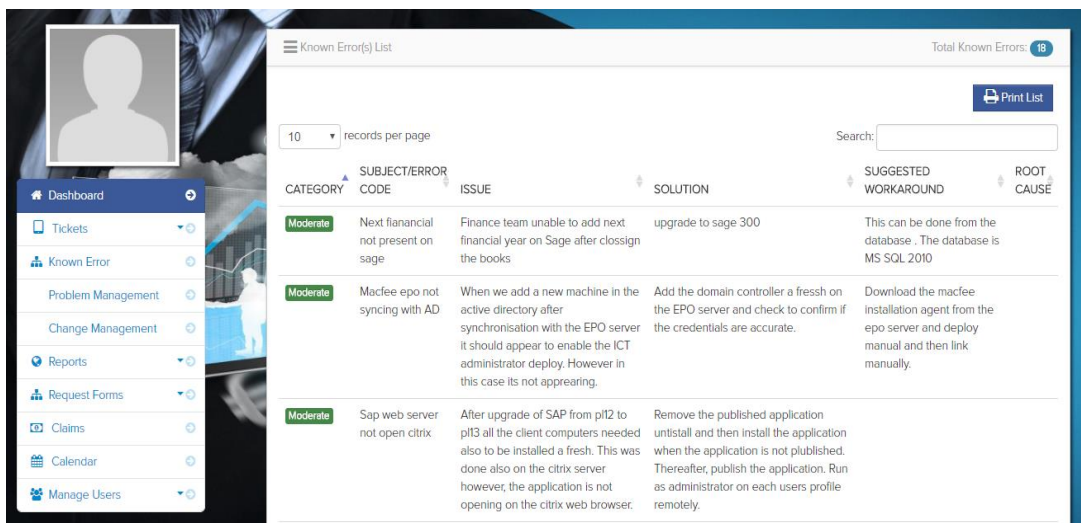 Known Error(s) List
Total Known Errors: 18
Print List
10 records per page
Search:
CATEGORY
SUBJECT/ERROR
CODE
ISSUE
SOLUTION
SUGGESTED
WORKAROUND
ROOT
CAUSE
Moderate
Next fianancial
not present on
sage
Finance team unable to add next
financial year on Sage after clossign
the books
upgrade to sage 300
This can be done from the
database . The database is
MS SQL 2010
Moderate
Macfee epo not
syncing with AD
When we add a new machine in the
active directory after
synchronisation with the EPO server
it should appear to enable the ICT
administrator deploy. However in
this case its not apprearing.
Add the domain controller a fressh on
the EPO server and check to confirm if
the credentials are accurate.
Download the macfee
installation agent from the
epo server and deploy
manual and then link
manually.
Moderate
Sap web server
not open citrix
After upgrade of SAP from pl12 to
pl13 all the client computers needed
also to be installed a fresh. This was
done also on the citrix server
however, the application is not
opening on the citrix web browser.
Remove the published application
untistall and then install the application
when the application is not plublished.
Thereafter, publish the application. Run
as administrator on each users profile
remotely.
Dashboard
Tickets
Known Error
Problem Management
Change Management
Reports
Request Forms
Claims
Calendar
Manage Users